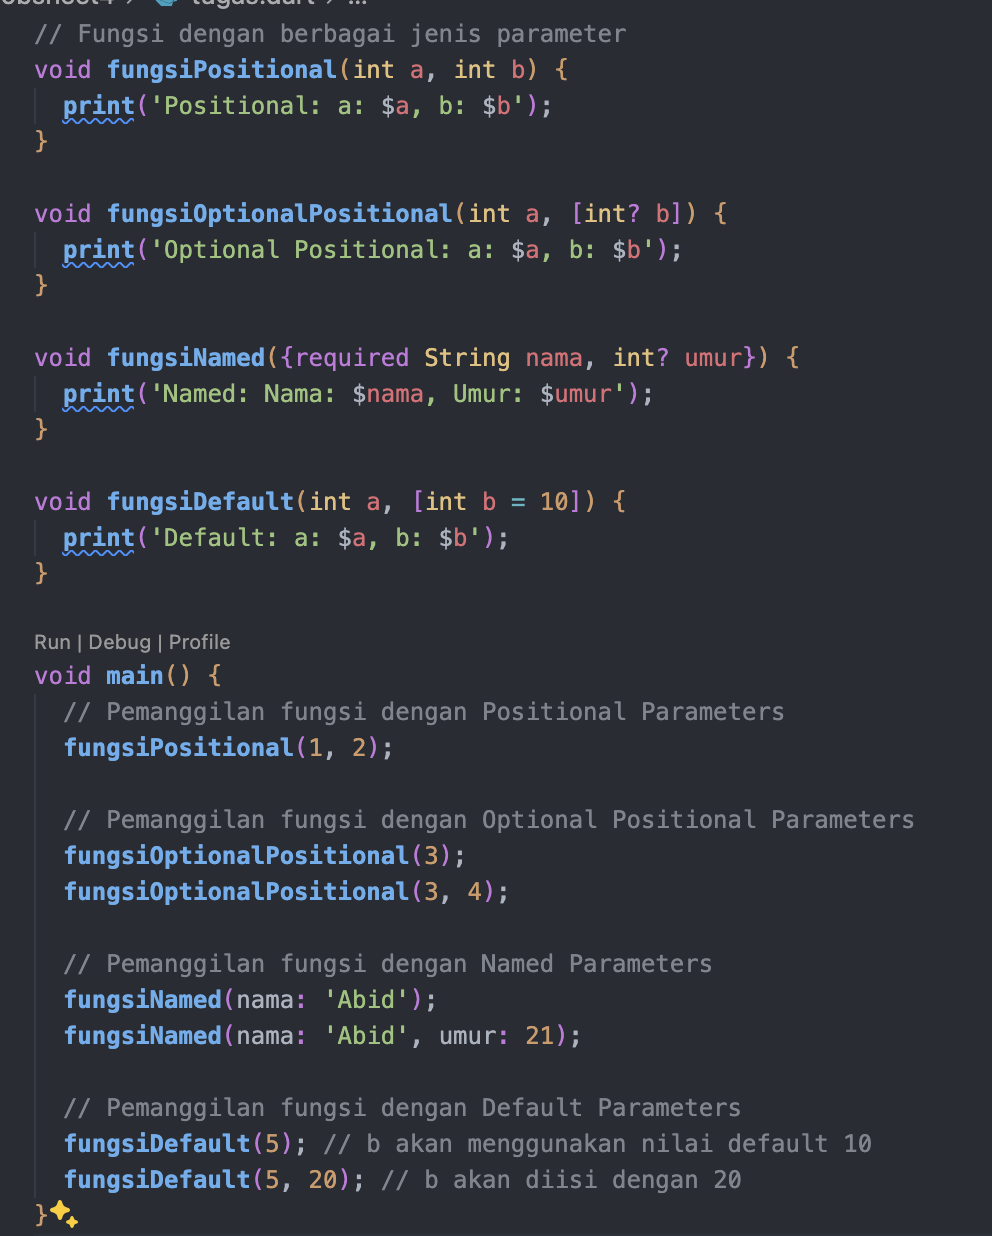 // Fungsi dengan berbagai jenis parameter
void fungsiPositional(int a, int b) {
  print('Positional: a: $a, b: $b');
}

void fungsiOptionalPositional(int a, [int? b]) {
  print('Optional Positional: a: $a, b: $b');
}

void fungsiNamed({required String nama, int? umur}) {
  print('Named: Nama: $nama, Umur: $umur');
}

void fungsiDefault(int a, [int b = 10]) {
  print('Default: a: $a, b: $b');
}

Run | Debug | Profile
void main() {
  // Pemanggilan fungsi dengan Positional Parameters
  fungsiPositional(1, 2);

  // Pemanggilan fungsi dengan Optional Positional Parameters
  fungsiOptionalPositional(3);
  fungsiOptionalPositional(3, 4);

  // Pemanggilan fungsi dengan Named Parameters
  fungsiNamed(nama: 'Abid');
  fungsiNamed(nama: 'Abid', umur: 21);

  // Pemanggilan fungsi dengan Default Parameters
  fungsiDefault(5); // b akan menggunakan nilai default 10
  fungsiDefault(5, 20); // b akan diisi dengan 20
}